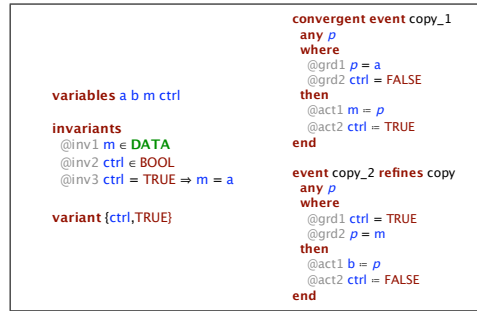 variables a b m ctrl
invariants
@inv1 m ∈ DATA
@inv2 ctrl ∈ BOOL
@inv3 ctrl = TRUE ⇒ m = a
variant {ctrl,TRUE}
convergent event copy_1
any p
where
@grd1 p = a
@grd2 ctrl = FALSE
then
@act1 m ≔ p
@act2 ctrl ≔ TRUE
end
event copy_2 refines copy
any p
where
@grd1 ctrl = TRUE
@grd2 p = m
then
@act1 b ≔ p
@act2 ctrl ≔ FALSE
end